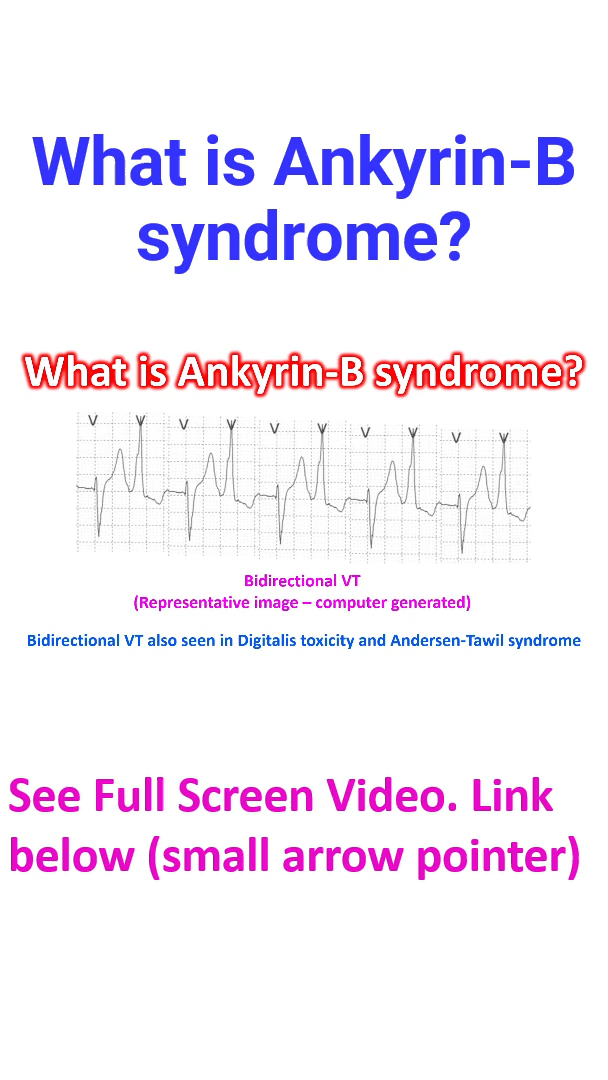 What is Ankyrin-B
syndrome?
What is Ankyrin-B syndrome?
V V V V V V V V V V
Bidirectional VT
(Representative image – computer generated)
Bidirectional VT also seen in Digitalis toxicity and Andersen-Tawil syndrome
See Full Screen Video. Link
below (small arrow pointer)